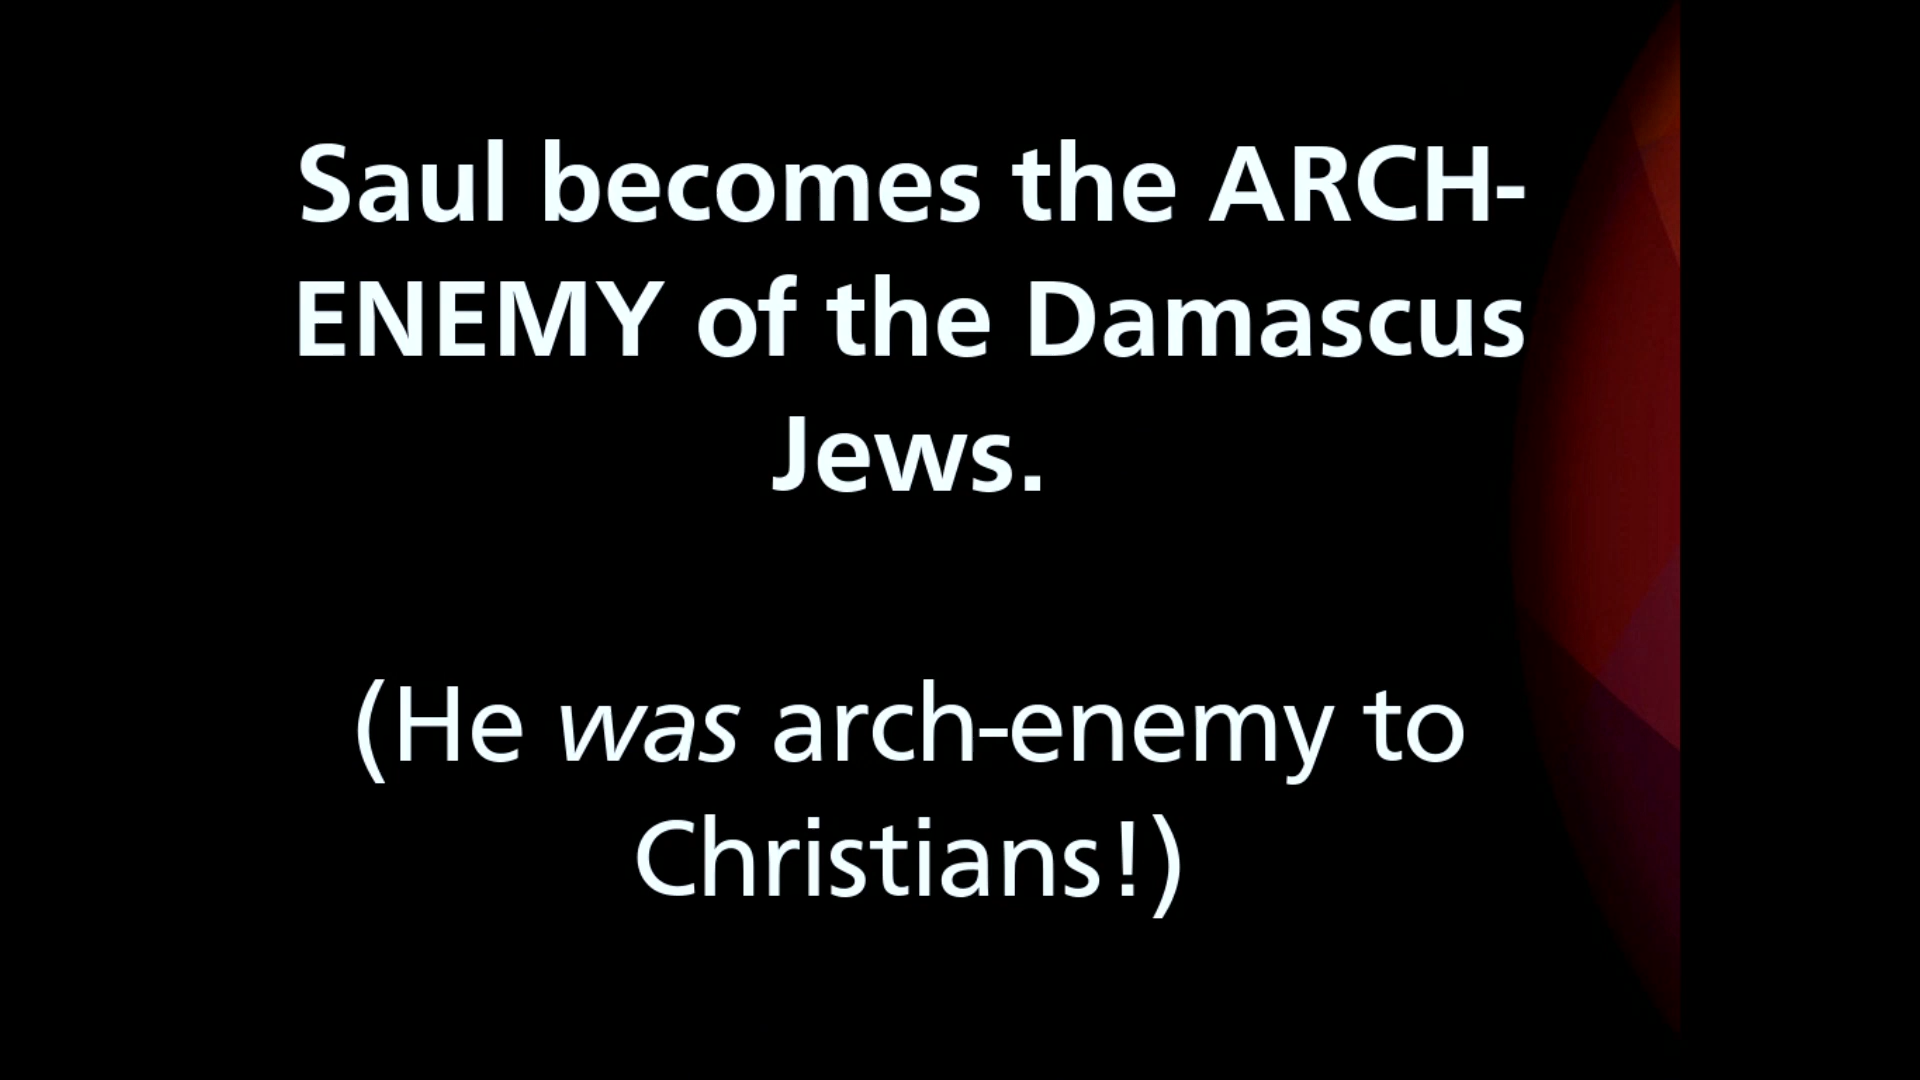 Saul becomes the ARCH-
ENEMY of the Damascus
Jews.
(He was arch-enemy to
Christians!)